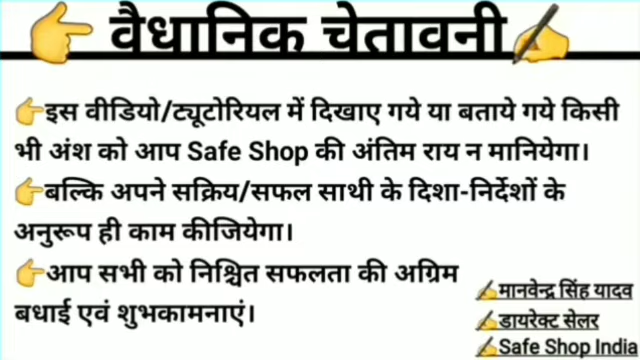 👉 वैधानिक चेतावनी✍
👉इस वीडियो/ट्यूटोरियल में दिखाए गये या बताये गये किसी
भी अंश को आप Safe Shop की अंतिम राय न मानियेगा।
👉बल्कि अपने सक्रिय/सफल साथी के दिशा-निर्देशों के
अनुरूप ही काम कीजियेगा।
👉आप सभी को निश्चित सफलता की अग्रिम
बधाई एवं शुभकामनाएं।
✍मानवेन्द्र सिंह यादव
✍डायरेक्ट सेलर
✍Safe Shop India